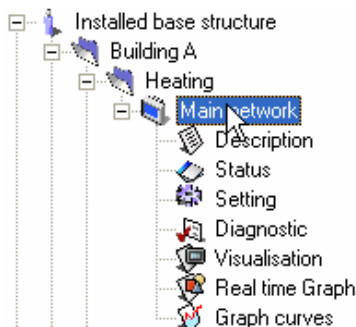 Installed base structure
Building A
Heating
Main network
Description
Status
Setting
Diagnostic
Visualisation
Real time Graph
Graph curves